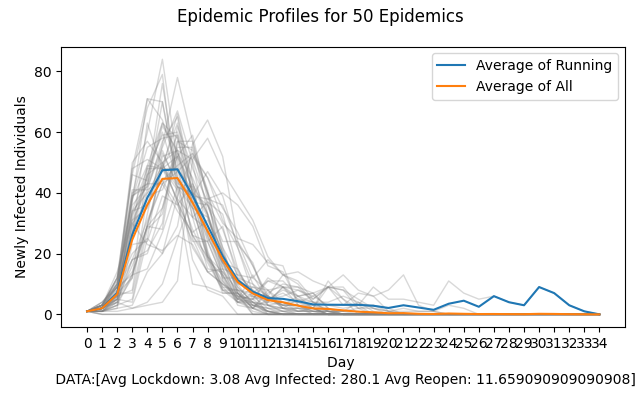 Epidemic Profiles for 50 Epidemics
Average of Running
Average of All
80
60
40
20
0
Newly Infected Individuals
0 1 2 3 4 5 6 7 8 9 10 11 12 13 14 15 16 17 18 19 20 21 22 23 24 25 26 27 28 29 30 31 32 33 34
Day
DATA:[Avg Lockdown: 3.08 Avg Infected: 280.1 Avg Reopen: 11.659090909090908]